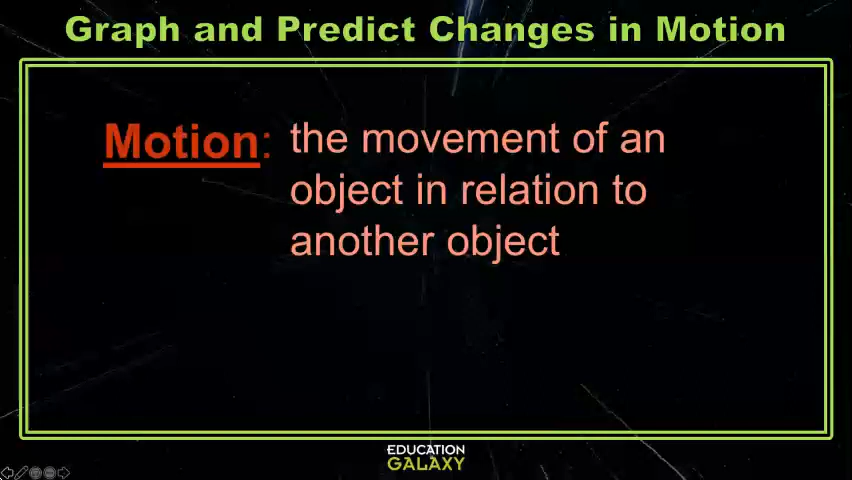 Graph and Predict Changes in Motion
Motion: the movement of an
object in relation to
another object
EDUCATION
GALAXY